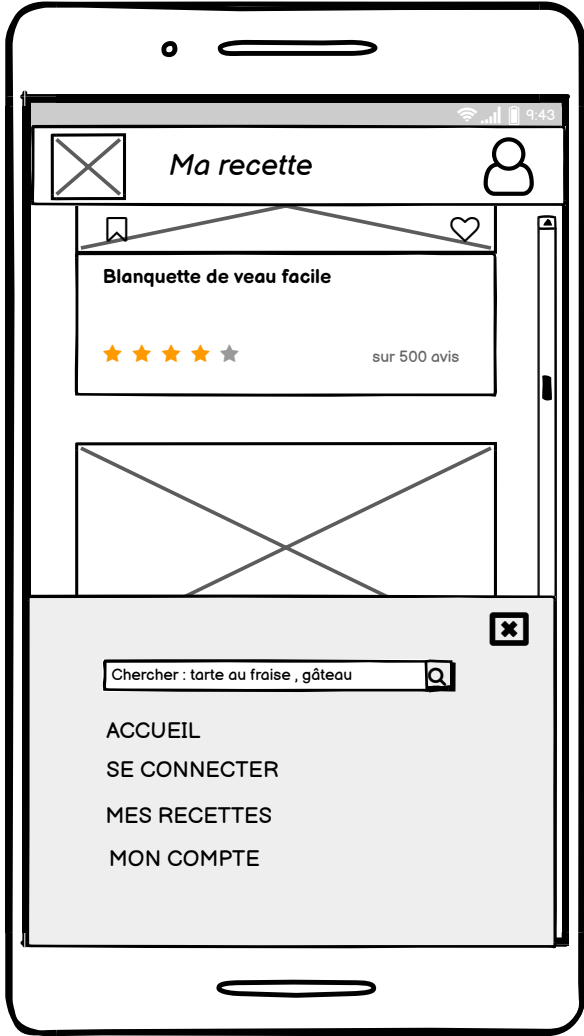 9:43
Ma recette
Blanquette de veau facile
sur 500 avis
Chercher : tarte au fraise , gâteau
ACCUEIL
SE CONNECTER
MES RECETTES
MON COMPTE